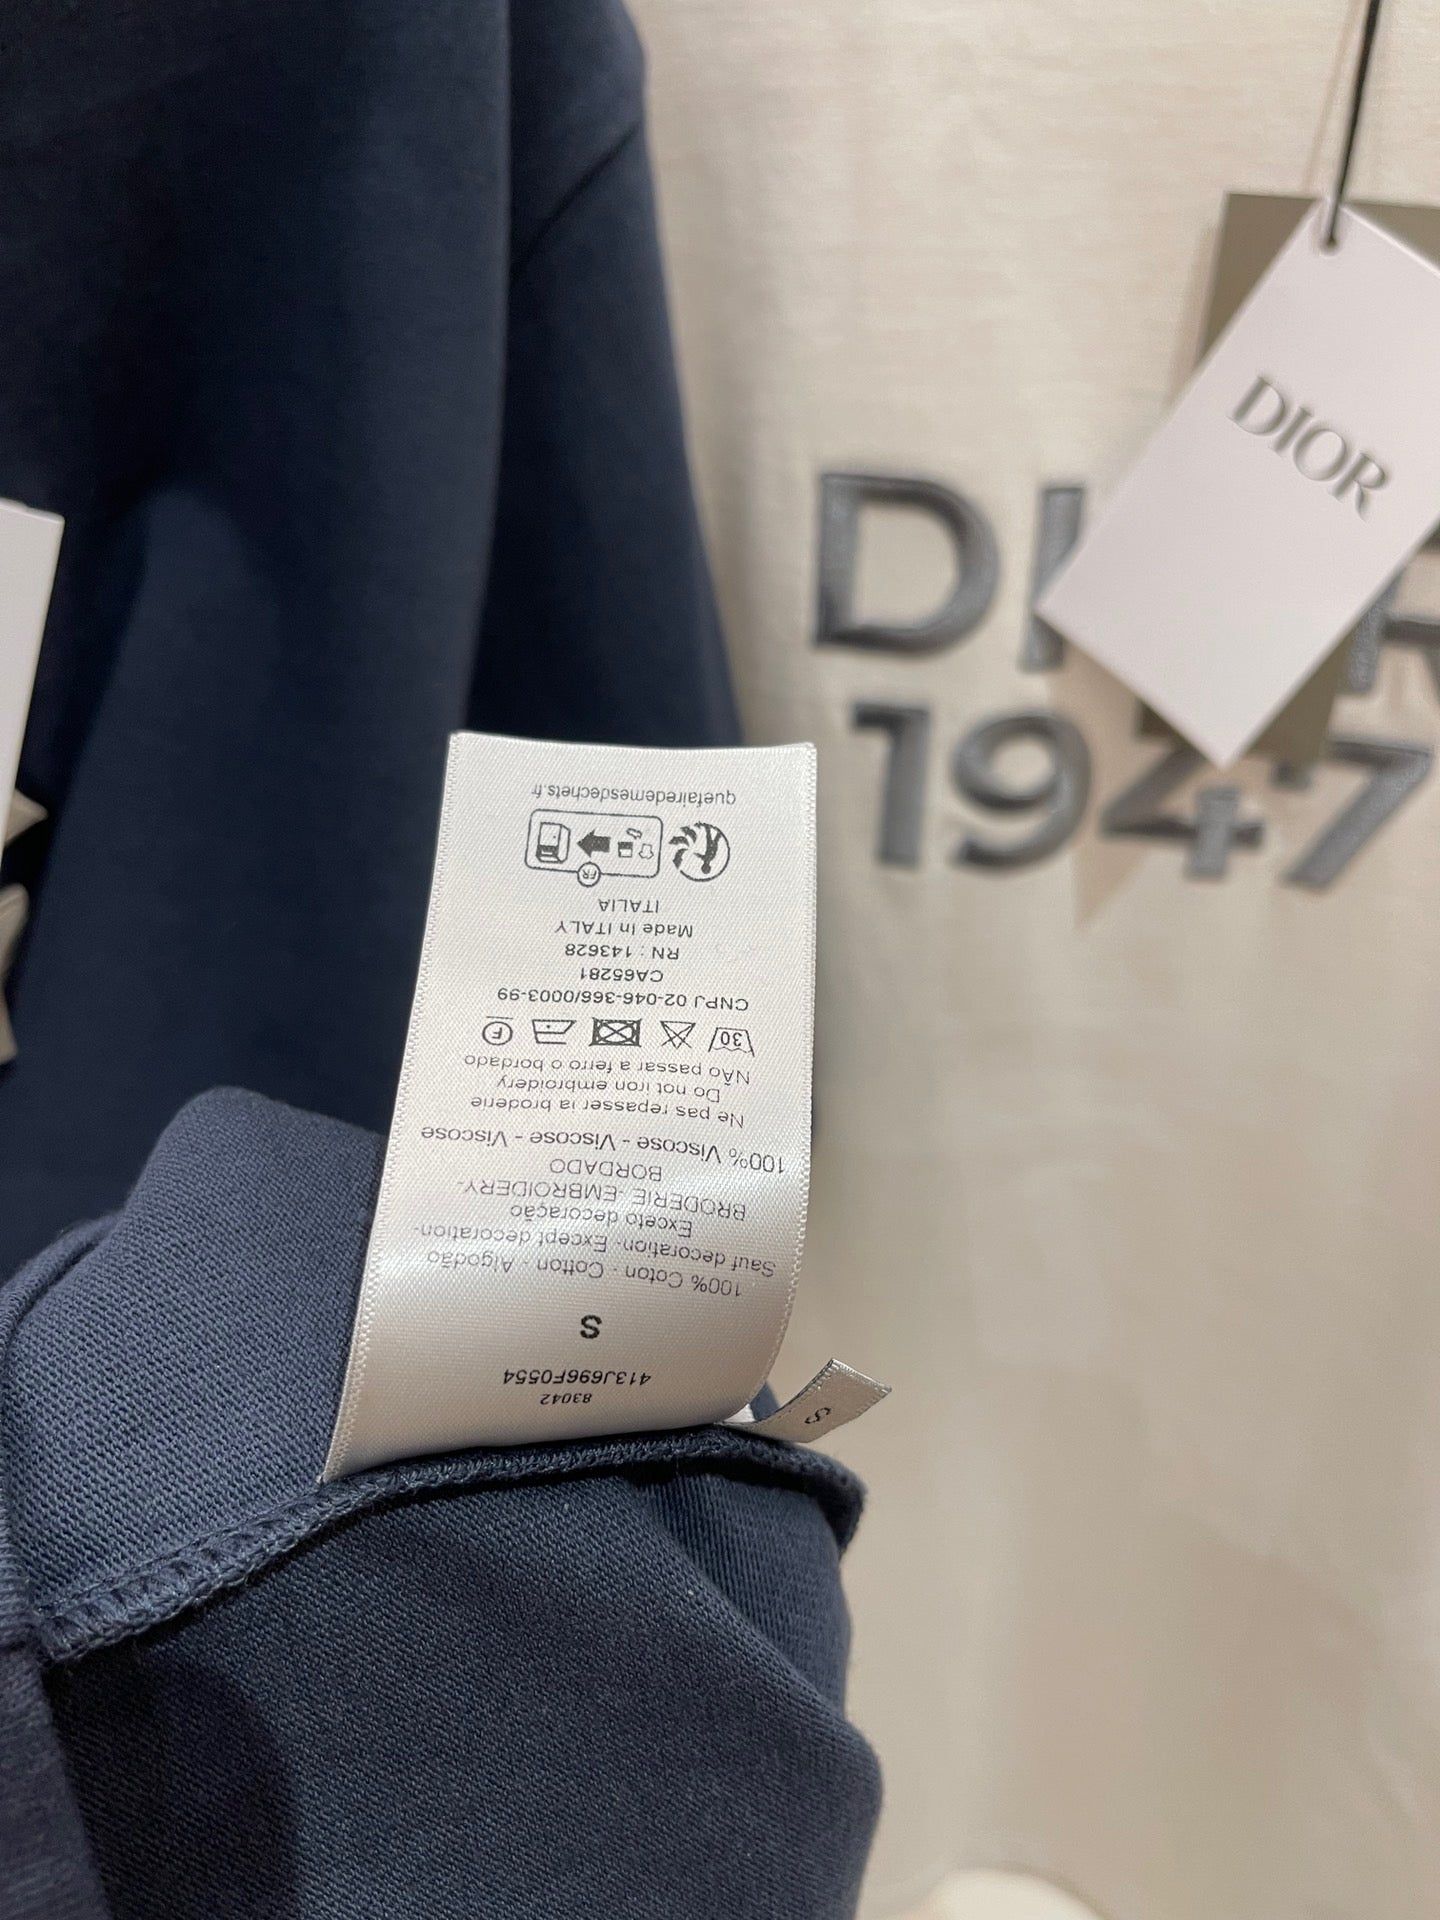 DIOR
DI R
1947
83042
413J696F0554
S
100% Coton - Cotton - Algodão
Sauf decoration- Except decoration-
Exceto decoração
BRODERIE- EMBROIDERY-
BORDADO
100% Viscose - Viscose - Viscose
Ne pas repasser la broderie
Do not iron embroidery
NÃo passar a ferro o bordado
30 F
CNPJ 02-046-366/0003-99
CA65281
RN : 143628
Made in ITALY
ITALIA
FR
quefairedemesdechets.fr
S